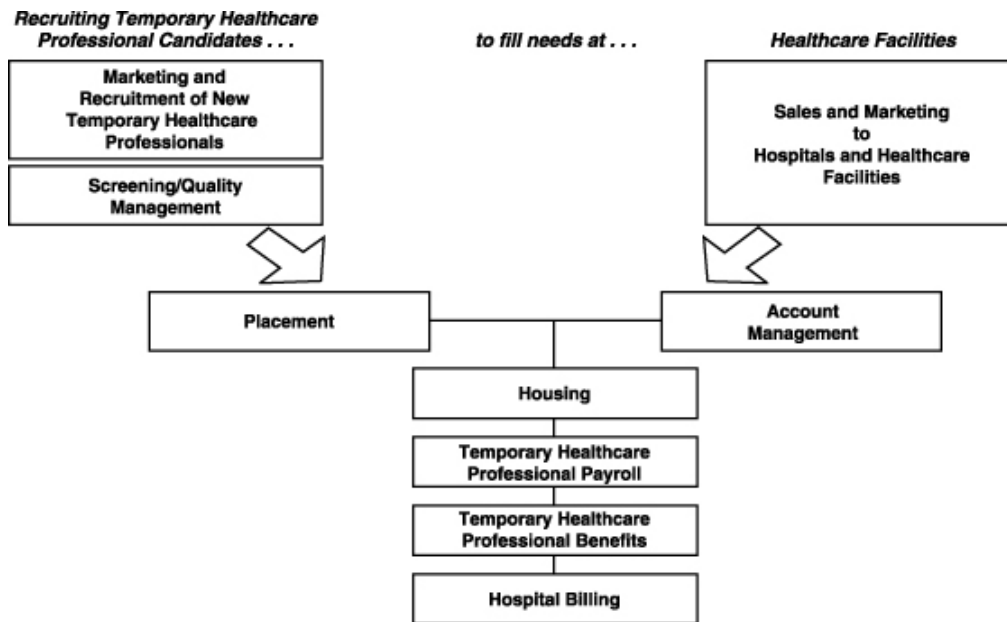 Recruiting Temporary Healthcare
Professional Candidates . . .
to fill needs at . . .
Healthcare Facilities
Marketing and
Recruitment of New
Temporary Healthcare
Professionals
Screening/Quality
Management
Sales and Marketing
to
Hospitals and Healthcare
Facilities
Placement
Account
Management
Housing
Temporary Healthcare
Professional Payroll
Temporary Healthcare
Professional Benefits
Hospital Billing